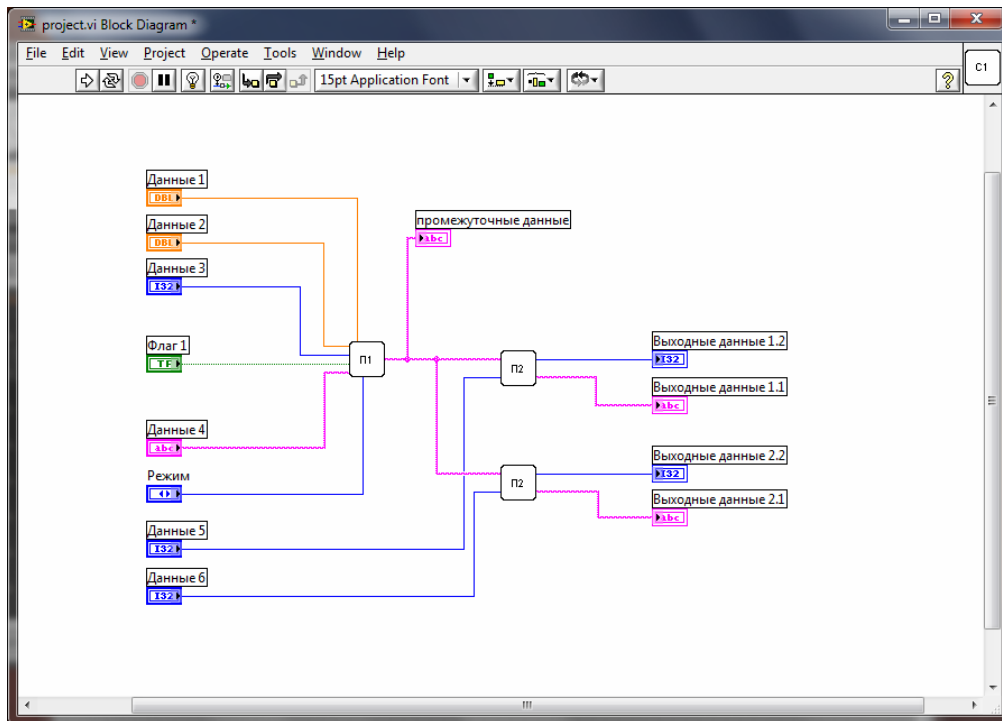 project.vi Block Diagram *
File Edit View Project Operate Tools Window Help
15pt Application Font
C1
Данные 1
DBL
Данные 2
DBL
Данные 3
I32
Флаг 1
TF
Данные 4
abc
Режим
Данные 5
I32
Данные 6
I32
П1
промежуточные данные
abc
П2
П2
Выходные данные 1.2
I32
Выходные данные 1.1
abc
Выходные данные 2.2
I32
Выходные данные 2.1
abc